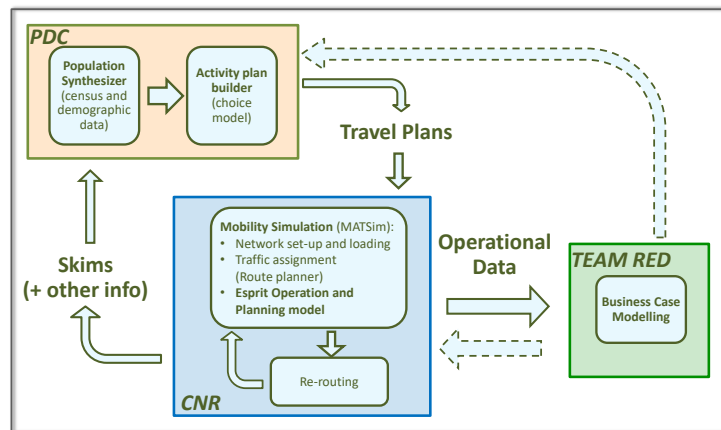 PDC
Population
Synthesizer
(census and
demographic
data)
Activity plan
builder
(choice model)
Travel Plans
Skims
(+ other info)
Mobility Simulation (MATSim):
• Network set-up and loading
• Traffic assignment
(Route planner)
• Esprit Operation and
Planning model
Re-routing
CNR
Operational
Data
TEAM RED
Business Case
Modelling